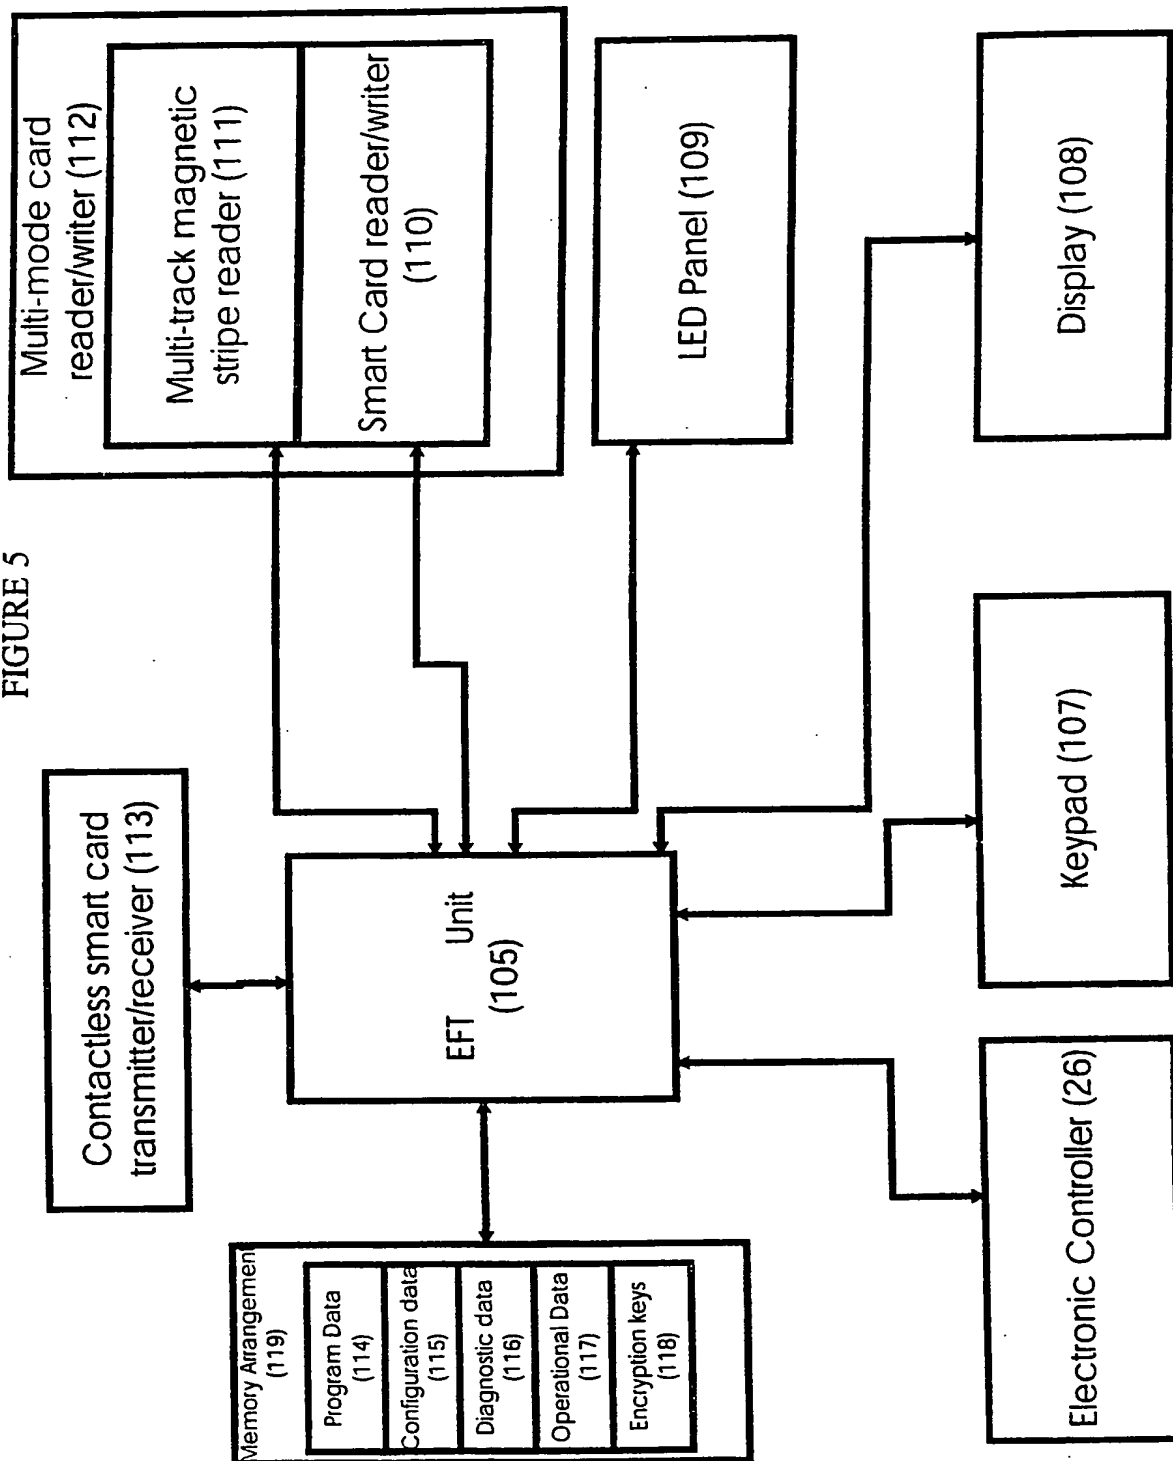 FIGURE 5
Contactless smart card
transmitter/receiver (113)
Multi-mode card
reader/writer (112)
Multi-track magnetic
stripe reader (111)
Smart Card reader/writer
(110)
Memory Arrangement
(119)
Program Data
(114)
Configuration data
(115)
Diagnostic data
(116)
Operational Data
(117)
Encryption keys
(118)
EFT Unit
(105)
LED Panel (109)
Electronic Controller (26)
Keypad (107)
Display (108)